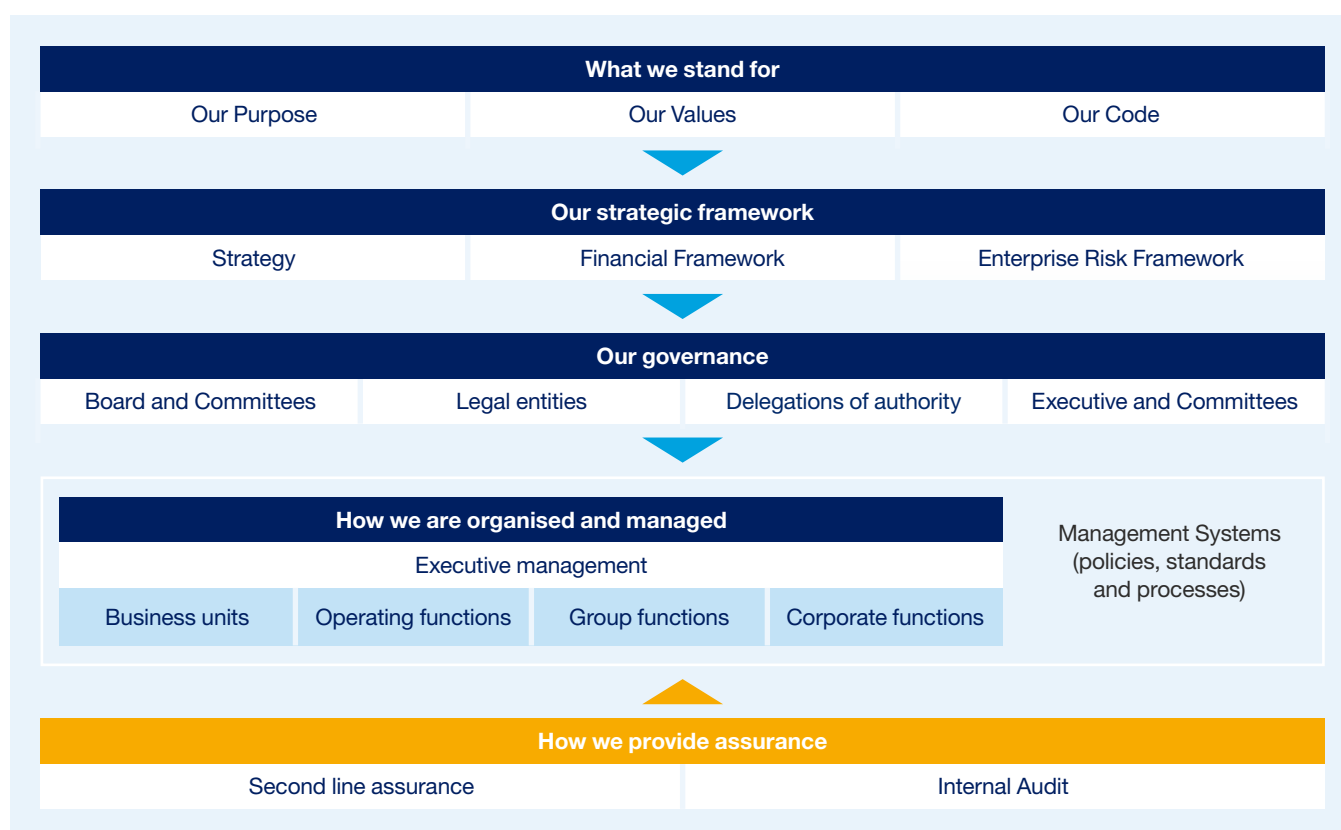 What we stand for
Our Purpose
Our Values
Our Code
Our strategic framework
Strategy
Financial Framework
Enterprise Risk Framework
Our governance
Board and Committees
Legal entities
Delegations of authority
Executive and Committees
How we are organised and managed
Executive management
Business units
Operating functions
Group functions
Corporate functions
Management Systems
(policies, standards
and processes)
How we provide assurance
Second line assurance
Internal Audit